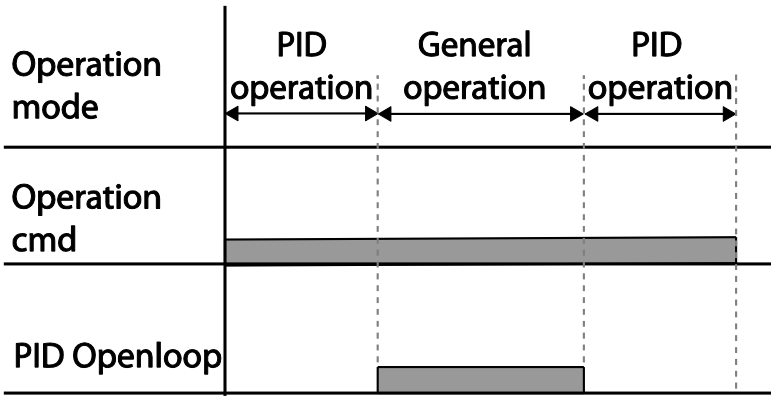 Operation
mode
PID
operation
General
operation
PID
operation
Operation
cmd
PID Openloop